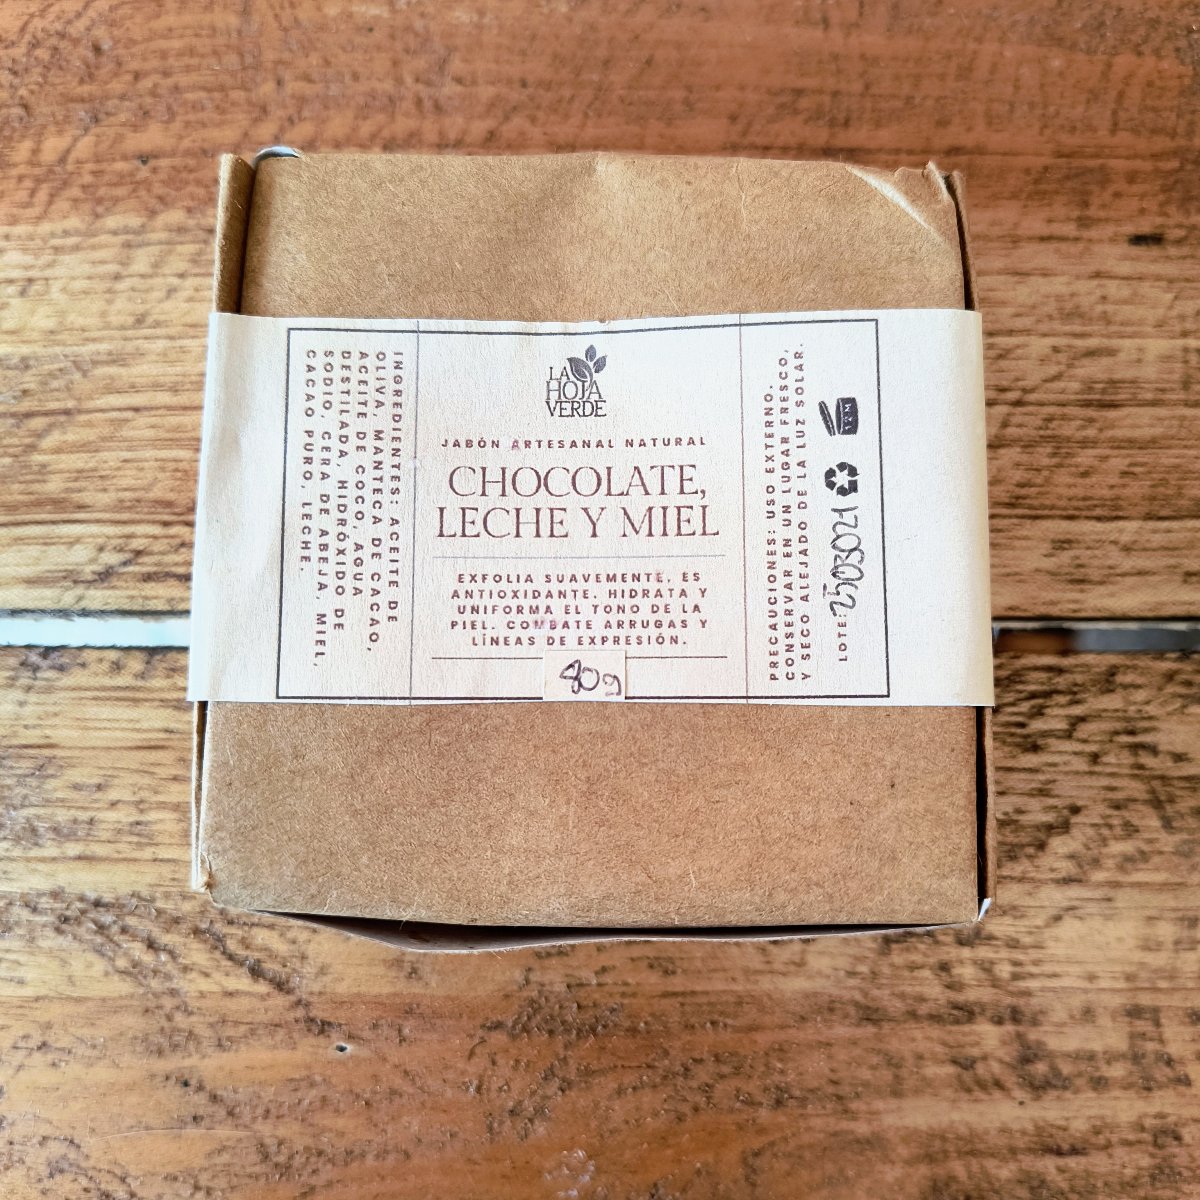 INGREDIENTES: ACEITE DE
OLIVA, MANTECA DE CACAO,
ACEITE DE COCO, AGUA
DESTILADA, HIDRÓXIDO DE
SODIO, CERA DE ABEJA, MIEL,
CACAO PURO, LECHE.
LA
HOJA
VERDE
JABÓN ARTESANAL NATURAL
CHOCOLATE,
LECHE Y MIEL
EXFOLIA SUAVEMENTE, ES
ANTIOXIDANTE. HIDRATA Y
UNIFORMA EL TONO DE LA
PIEL. COMBATE ARRUGAS Y
LÍNEAS DE EXPRESIÓN.
80g
PRECAUCIONES: USO EXTERNO.
CONSERVAR EN UN LUGAR FRESCO,
Y SECO ALEJADO DE LA LUZ SOLAR.
LOTE: 2503021
12M